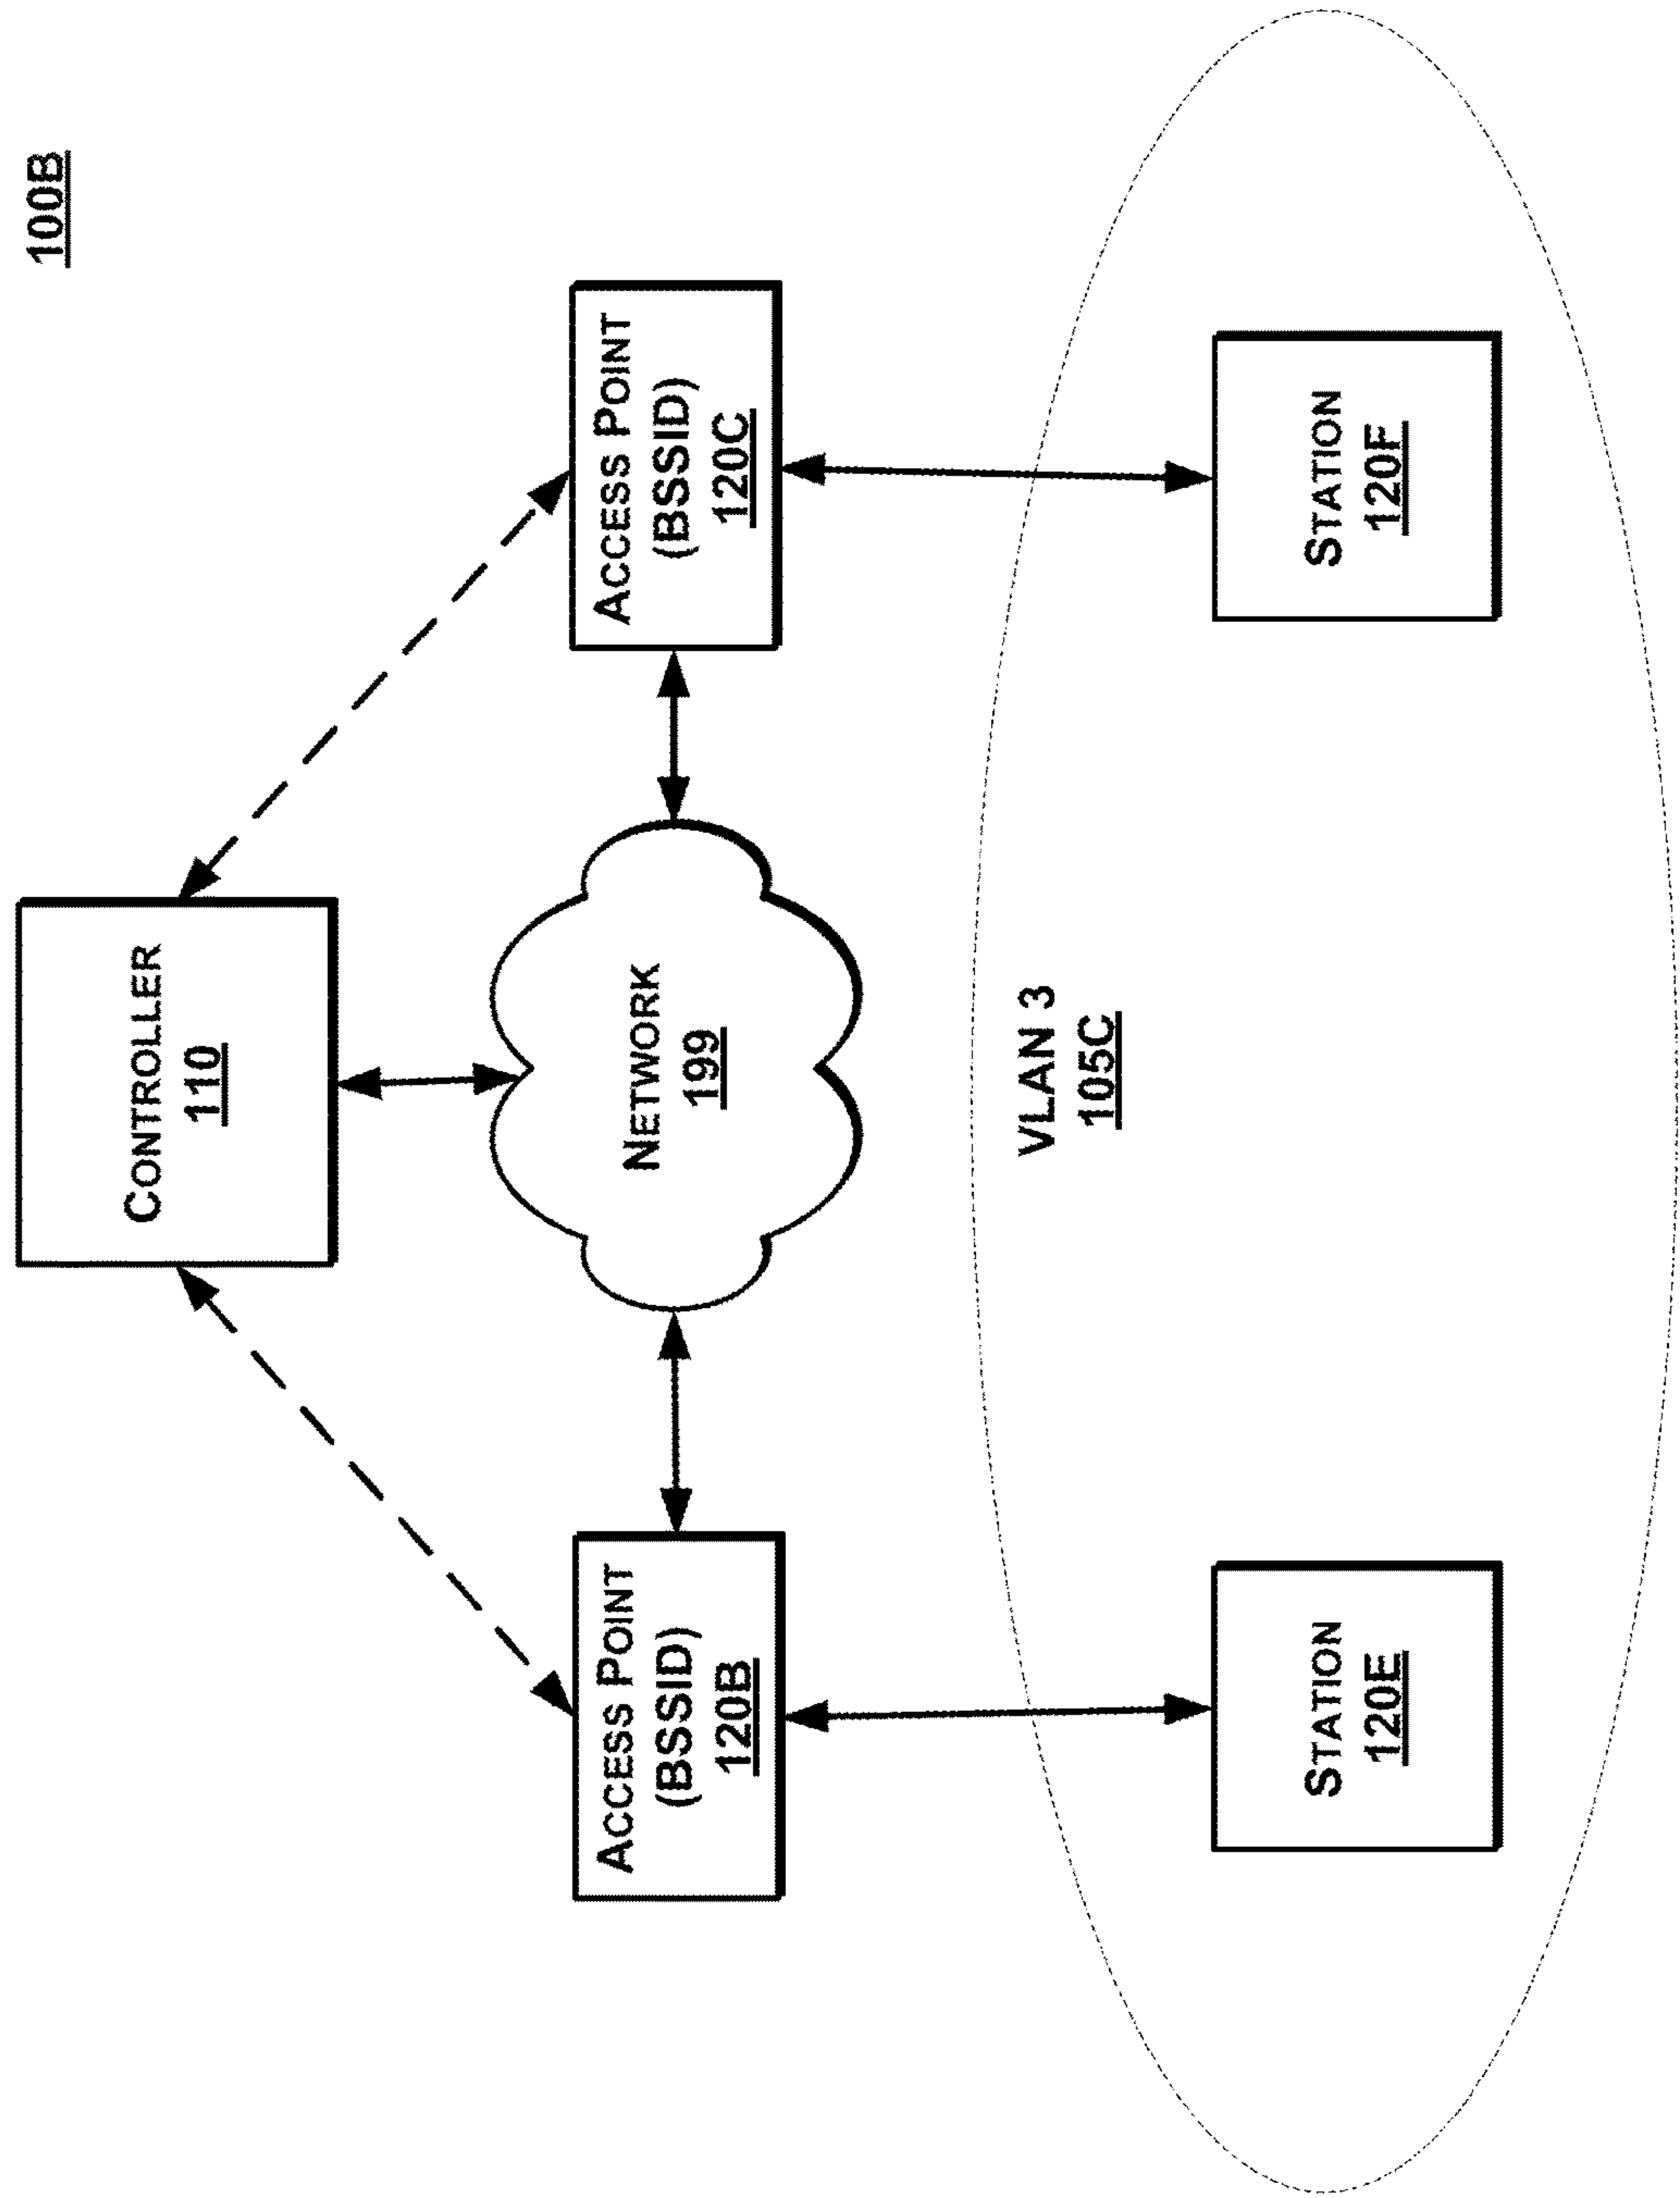 100B
CONTROLLER
110
ACCESS POINT
(BSSID)
120B
NETWORK
199
ACCESS POINT
(BSSID)
120C
VLAN 3
105C
STATION
120E
STATION
120F